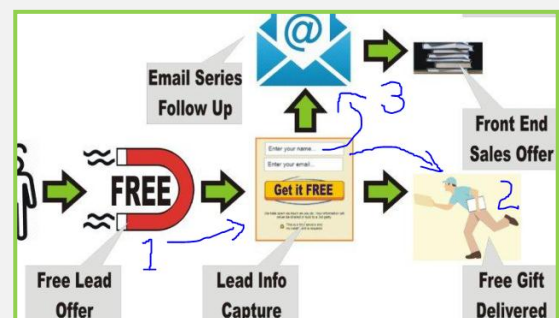 @
Email Series
Follow Up
3
Front End
Sales Offer
FREE
Enter your name...
Enter your email...
Get it FREE
1
2
Free Lead
Offer
Lead Info
Capture
Free Gift
Delivered